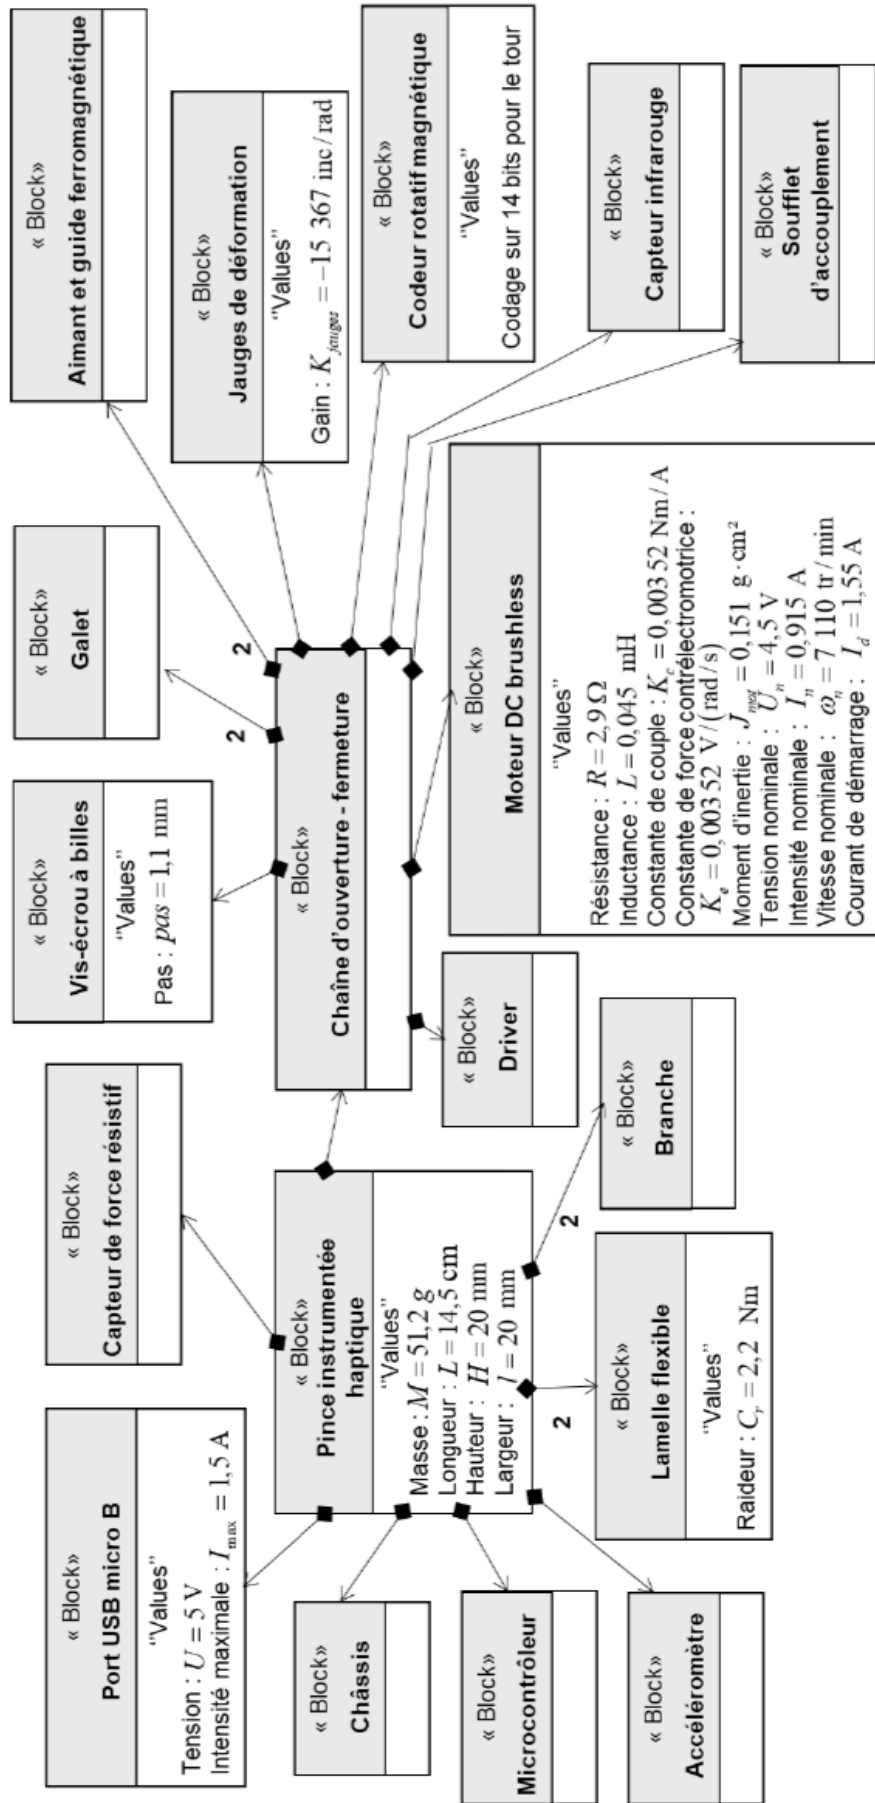 « Block»
Port USB micro B
"Values"
Tension : U = 5 V
Intensité maximale : I_max = 1,5 A
« Block»
Capteur de force résistif
« Block»
Vis-écrou à billes
"Values"
Pas : pas = 1,1 mm
« Block»
Galet
« Block»
Aimant et guide ferromagnétique
« Block»
Châssis
« Block»
Pince instrumentée
haptique
"Values"
Masse : M = 51,2 g
Longueur : L = 14,5 cm
Hauteur : H = 20 mm
Largeur : l = 20 mm
« Block»
Chaîne d'ouverture - fermeture
2
2
« Block»
Jauges de déformation
"Values"
Gain : K_jauges = −15 367 inc/rad
« Block»
Codeur rotatif magnétique
"Values"
Codage sur 14 bits pour le tour
« Block»
Microcontrôleur
« Block»
Driver
« Block»
Moteur DC brushless
"Values"
Résistance : R = 2,9 Ω
Inductance : L = 0,045 mH
Constante de couple : K_c = 0,003 52 Nm/A
Constante de force contrélectromotrice :
K_e = 0,003 52 V/(rad/s)
Moment d'inertie : J_mot = 0,151 g·cm²
Tension nominale : U_n = 4,5 V
Intensité nominale : I_n = 0,915 A
Vitesse nominale : ω_n = 7 110 tr/min
Courant de démarrage : I_d = 1,55 A
« Block»
Capteur infrarouge
« Block»
Soufflet
d'accouplement
2
2
« Block»
Accéléromètre
« Block»
Lamelle flexible
"Values"
Raideur : C_r = 2,2 Nm
« Block»
Branche